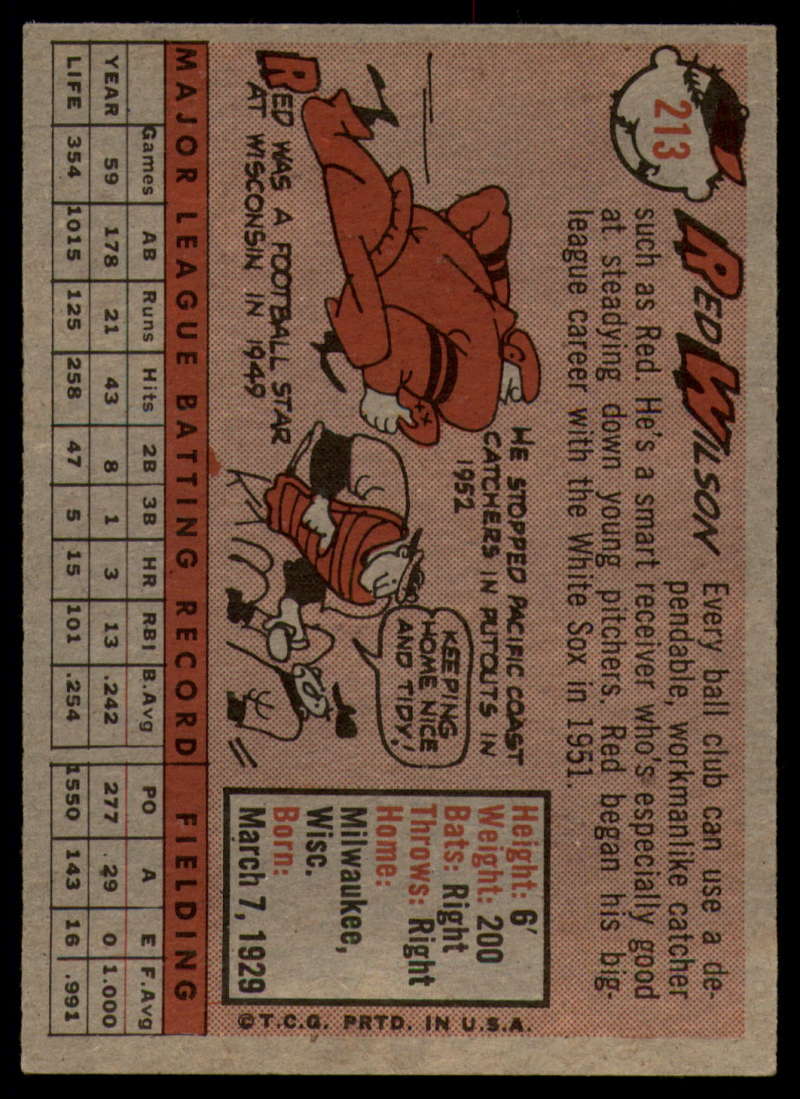 213
RED WILSON
Every ball club can use a de-
pendable, workmanlike catcher
such as Red. He's a smart receiver who's especially good
at steadying down young pitchers. Red began his big-
league career with the White Sox in 1951.
HE STOPPED PACIFIC COAST
CATCHERS IN PUTOUTS IN
1952
KEEPING
HOME NICE
AND TIDY!
RED WAS A FOOTBALL STAR
AT WISCONSIN IN 1949
Height: 6'
Weight: 200
Bats: Right
Throws: Right
Home:
Milwaukee,
Wisc.
Born:
March 7, 1929
©T.C.G. PRTD. IN U.S.A.
MAJOR LEAGUE BATTING RECORD FIELDING
Games AB Runs Hits 2B 3B HR RBI B.Avg PO A E F.Avg
YEAR 59 178 21 43 8 1 3 13 .242 277 29 0 1.000
LIFE 354 1015 125 258 47 5 15 101 .254 1550 143 16 .991